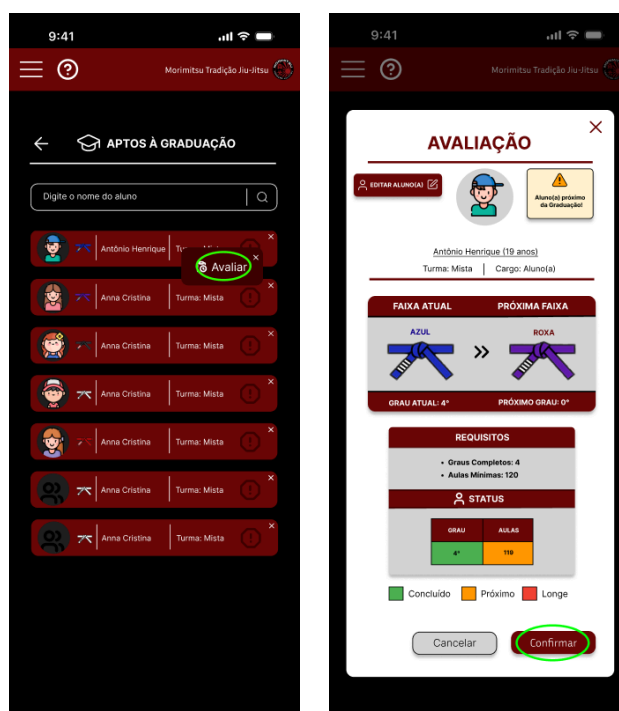 9:41
Morimitsu Tradição Jiu-Jitsu
APTOS À GRADUAÇÃO
Digite o nome do aluno
Antônio Henrique
Avaliar
Anna Cristina Turma: Mista
Anna Cristina Turma: Mista
Anna Cristina Turma: Mista
Anna Cristina Turma: Mista
Anna Cristina Turma: Mista
Anna Cristina Turma: Mista
9:41
Morimitsu Tradição Jiu-Jitsu
AVALIAÇÃO
EDITAR ALUNO(A)
Aluno(a) próximo
da Graduação!
Antônio Henrique (19 anos)
Turma: Mista Cargo: Aluno(a)
FAIXA ATUAL PRÓXIMA FAIXA
AZUL ROXA
GRAU ATUAL: 4° PRÓXIMO GRAU: 0°
REQUISITOS
• Graus Completos: 4
• Aulas Mínimas: 120
STATUS
GRAU AULAS
4° 119
Concluído Próximo Longe
Cancelar Confirmar